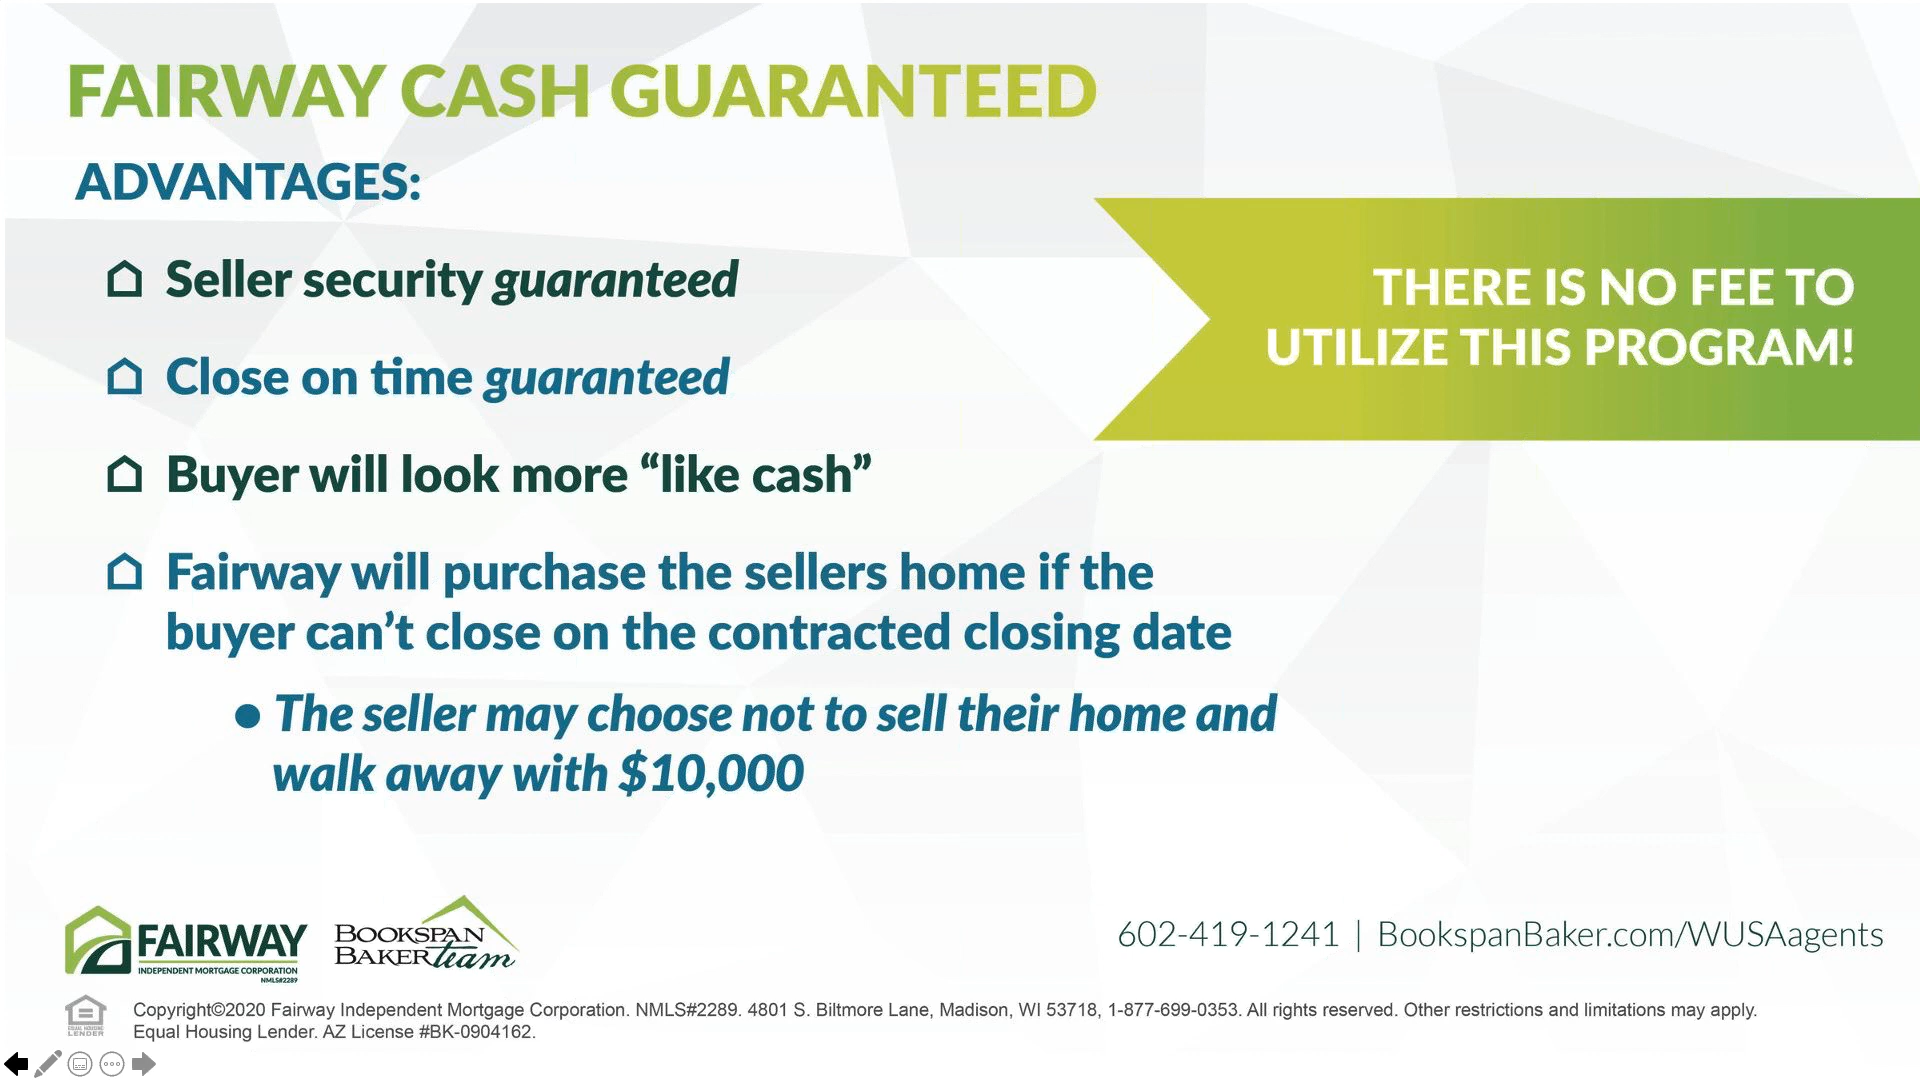 FAIRWAY CASH GUARANTEED
ADVANTAGES:
Seller security guaranteed
Close on time guaranteed
Buyer will look more “like cash”
Fairway will purchase the sellers home if the
buyer can’t close on the contracted closing date
• The seller may choose not to sell their home and
walk away with $10,000
THERE IS NO FEE TO
UTILIZE THIS PROGRAM!
FAIRWAY
INDEPENDENT MORTGAGE CORPORATION
NMLS#2289
BOOKSPAN
BAKER team
602-419-1241 | BookspanBaker.com/WUSAagents
EQUAL HOUSING
LENDER
Copyright©2020 Fairway Independent Mortgage Corporation. NMLS#2289. 4801 S. Biltmore Lane, Madison, WI 53718, 1-877-699-0353. All rights reserved. Other restrictions and limitations may apply.
Equal Housing Lender. AZ License #BK-0904162.